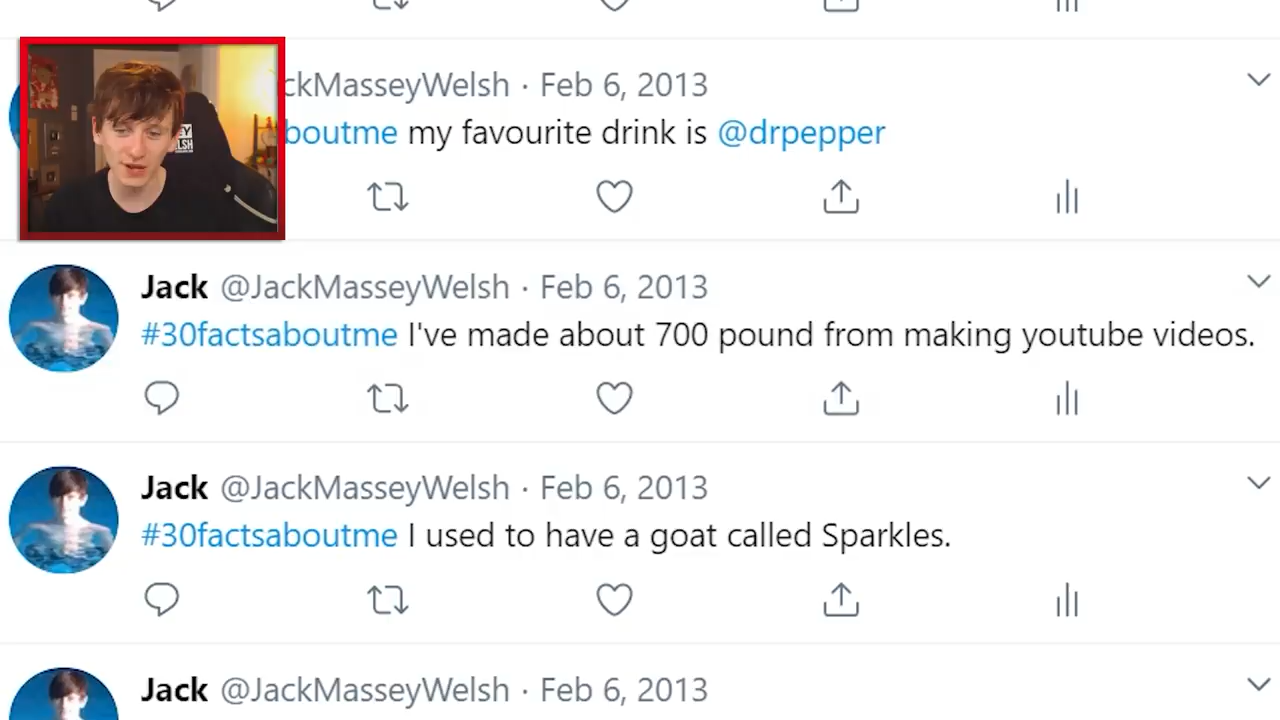 ckMasseyWelsh · Feb 6, 2013
boutme my favourite drink is @drpepper
Jack @JackMasseyWelsh · Feb 6, 2013
#30factsaboutme I've made about 700 pound from making youtube videos.
Jack @JackMasseyWelsh · Feb 6, 2013
#30factsaboutme I used to have a goat called Sparkles.
Jack @JackMasseyWelsh · Feb 6, 2013